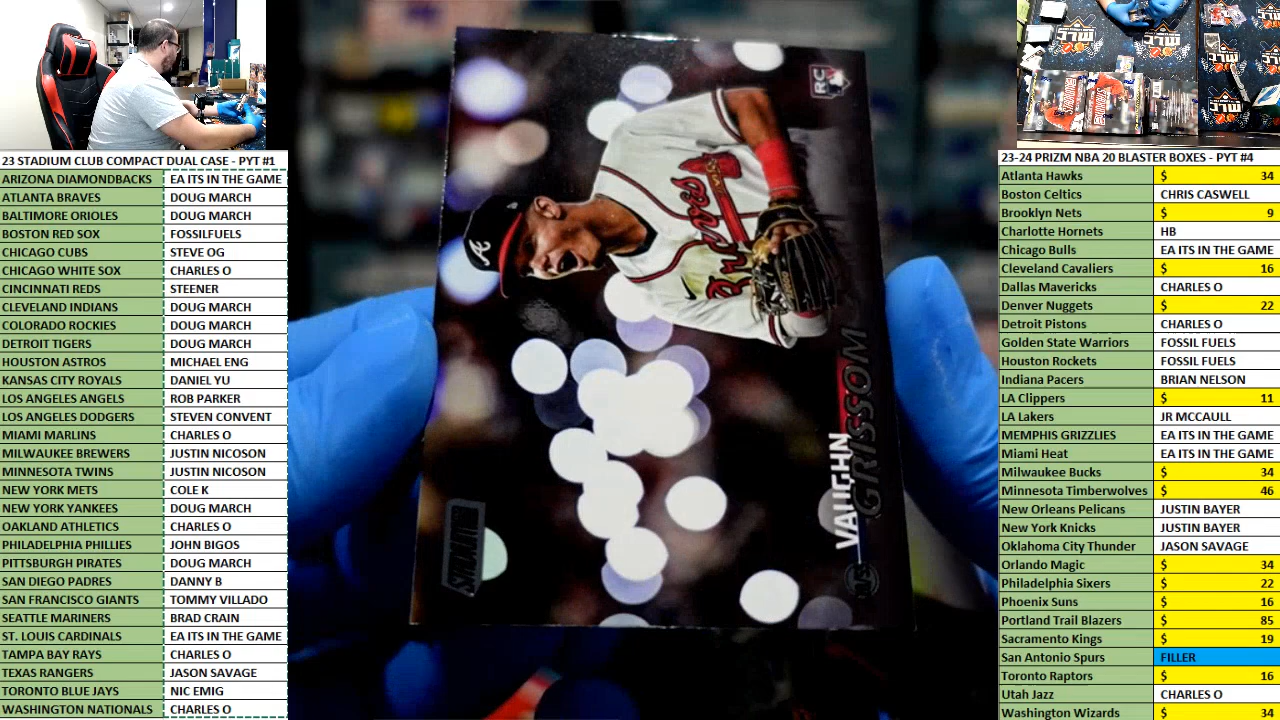 23 STADIUM CLUB COMPACT DUAL CASE - PYT #1
ARIZONA DIAMONDBACKS EA ITS IN THE GAME
ATLANTA BRAVES DOUG MARCH
BALTIMORE ORIOLES DOUG MARCH
BOSTON RED SOX FOSSILFUELS
CHICAGO CUBS STEVE OG
CHICAGO WHITE SOX CHARLES O
CINCINNATI REDS STEENER
CLEVELAND INDIANS DOUG MARCH
COLORADO ROCKIES DOUG MARCH
DETROIT TIGERS DOUG MARCH
HOUSTON ASTROS MICHAEL ENG
KANSAS CITY ROYALS DANIEL YU
LOS ANGELES ANGELS ROB PARKER
LOS ANGELES DODGERS STEVEN CONVENT
MIAMI MARLINS CHARLES O
MILWAUKEE BREWERS JUSTIN NICOSON
MINNESOTA TWINS JUSTIN NICOSON
NEW YORK METS COLE K
NEW YORK YANKEES DOUG MARCH
OAKLAND ATHLETICS CHARLES O
PHILADELPHIA PHILLIES JOHN BIGOS
PITTSBURGH PIRATES DOUG MARCH
SAN DIEGO PADRES DANNY B
SAN FRANCISCO GIANTS TOMMY VILLADO
SEATTLE MARINERS BRAD CRAIN
ST. LOUIS CARDINALS EA ITS IN THE GAME
TAMPA BAY RAYS CHARLES O
TEXAS RANGERS JASON SAVAGE
TORONTO BLUE JAYS NIC EMIG
WASHINGTON NATIONALS CHARLES O
RC
A
Braves
VAUGHN
GRISSOM
STADIUM
23-24 PRIZM NBA 20 BLASTER BOXES - PYT #4
Atlanta Hawks $ 34
Boston Celtics CHRIS CASWELL
Brooklyn Nets $ 9
Charlotte Hornets HB
Chicago Bulls EA ITS IN THE GAME
Cleveland Cavaliers $ 16
Dallas Mavericks CHARLES O
Denver Nuggets $ 22
Detroit Pistons CHARLES O
Golden State Warriors FOSSIL FUELS
Houston Rockets FOSSIL FUELS
Indiana Pacers BRIAN NELSON
LA Clippers $ 11
LA Lakers JR MCCAULL
MEMPHIS GRIZZLIES EA ITS IN THE GAME
Miami Heat EA ITS IN THE GAME
Milwaukee Bucks $ 34
Minnesota Timberwolves $ 46
New Orleans Pelicans JUSTIN BAYER
New York Knicks JUSTIN BAYER
Oklahoma City Thunder JASON SAVAGE
Orlando Magic $ 34
Philadelphia Sixers $ 22
Phoenix Suns $ 16
Portland Trail Blazers $ 85
Sacramento Kings $ 19
San Antonio Spurs FILLER
Toronto Raptors $ 16
Utah Jazz CHARLES O
Washington Wizards $ 34